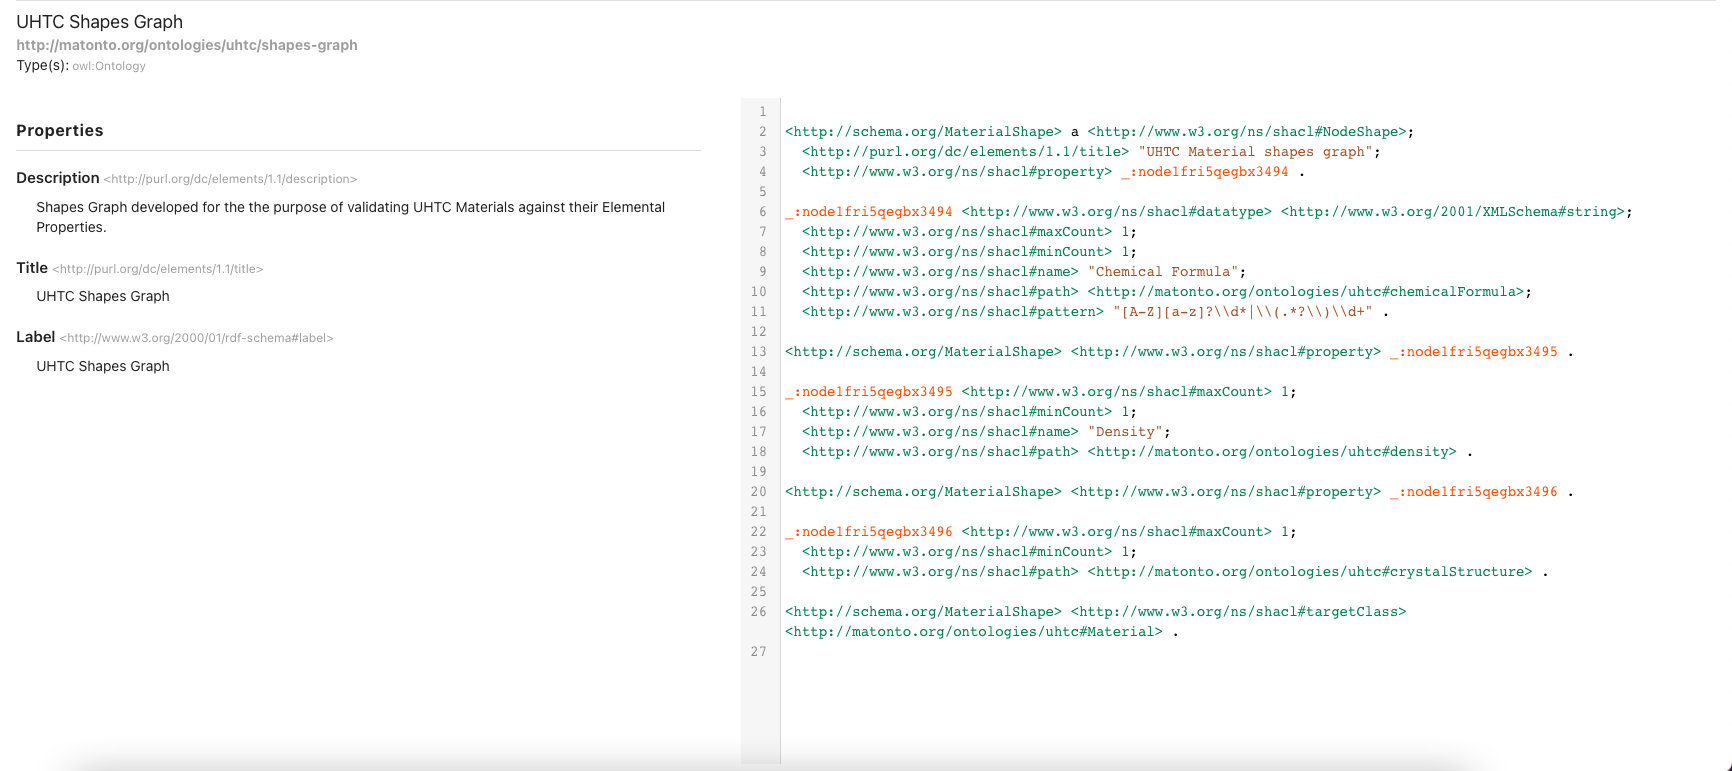 UHTC Shapes Graph
http://matonto.org/ontologies/uhtc/shapes-graph
Type(s): owl:Ontology
Properties
Description <http://purl.org/dc/elements/1.1/description>
Shapes Graph developed for the the purpose of validating UHTC Materials against their Elemental
Properties.
Title <http://purl.org/dc/elements/1.1/title>
UHTC Shapes Graph
Label <http://www.w3.org/2000/01/rdf-schema#label>
UHTC Shapes Graph
1
2 <http://schema.org/MaterialShape> a <http://www.w3.org/ns/shacl#NodeShape>;
3 <http://purl.org/dc/elements/1.1/title> "UHTC Material shapes graph";
4 <http://www.w3.org/ns/shacl#property> _:node1fri5qegbx3494 .
5
6 _:node1fri5qegbx3494 <http://www.w3.org/ns/shacl#datatype> <http://www.w3.org/2001/XMLSchema#string>;
7 <http://www.w3.org/ns/shacl#maxCount> 1;
8 <http://www.w3.org/ns/shacl#minCount> 1;
9 <http://www.w3.org/ns/shacl#name> "Chemical Formula";
10 <http://www.w3.org/ns/shacl#path> <http://matonto.org/ontologies/uhtc#chemicalFormula>;
11 <http://www.w3.org/ns/shacl#pattern> "[A-Z][a-z]?\\d*|\\(.*?\\)\\d+" .
12
13 <http://schema.org/MaterialShape> <http://www.w3.org/ns/shacl#property> _:node1fri5qegbx3495 .
14
15 _:node1fri5qegbx3495 <http://www.w3.org/ns/shacl#maxCount> 1;
16 <http://www.w3.org/ns/shacl#minCount> 1;
17 <http://www.w3.org/ns/shacl#name> "Density";
18 <http://www.w3.org/ns/shacl#path> <http://matonto.org/ontologies/uhtc#density> .
19
20 <http://schema.org/MaterialShape> <http://www.w3.org/ns/shacl#property> _:node1fri5qegbx3496 .
21
22 _:node1fri5qegbx3496 <http://www.w3.org/ns/shacl#maxCount> 1;
23 <http://www.w3.org/ns/shacl#minCount> 1;
24 <http://www.w3.org/ns/shacl#path> <http://matonto.org/ontologies/uhtc#crystalStructure> .
25
26 <http://schema.org/MaterialShape> <http://www.w3.org/ns/shacl#targetClass>
<http://matonto.org/ontologies/uhtc#Material> .
27